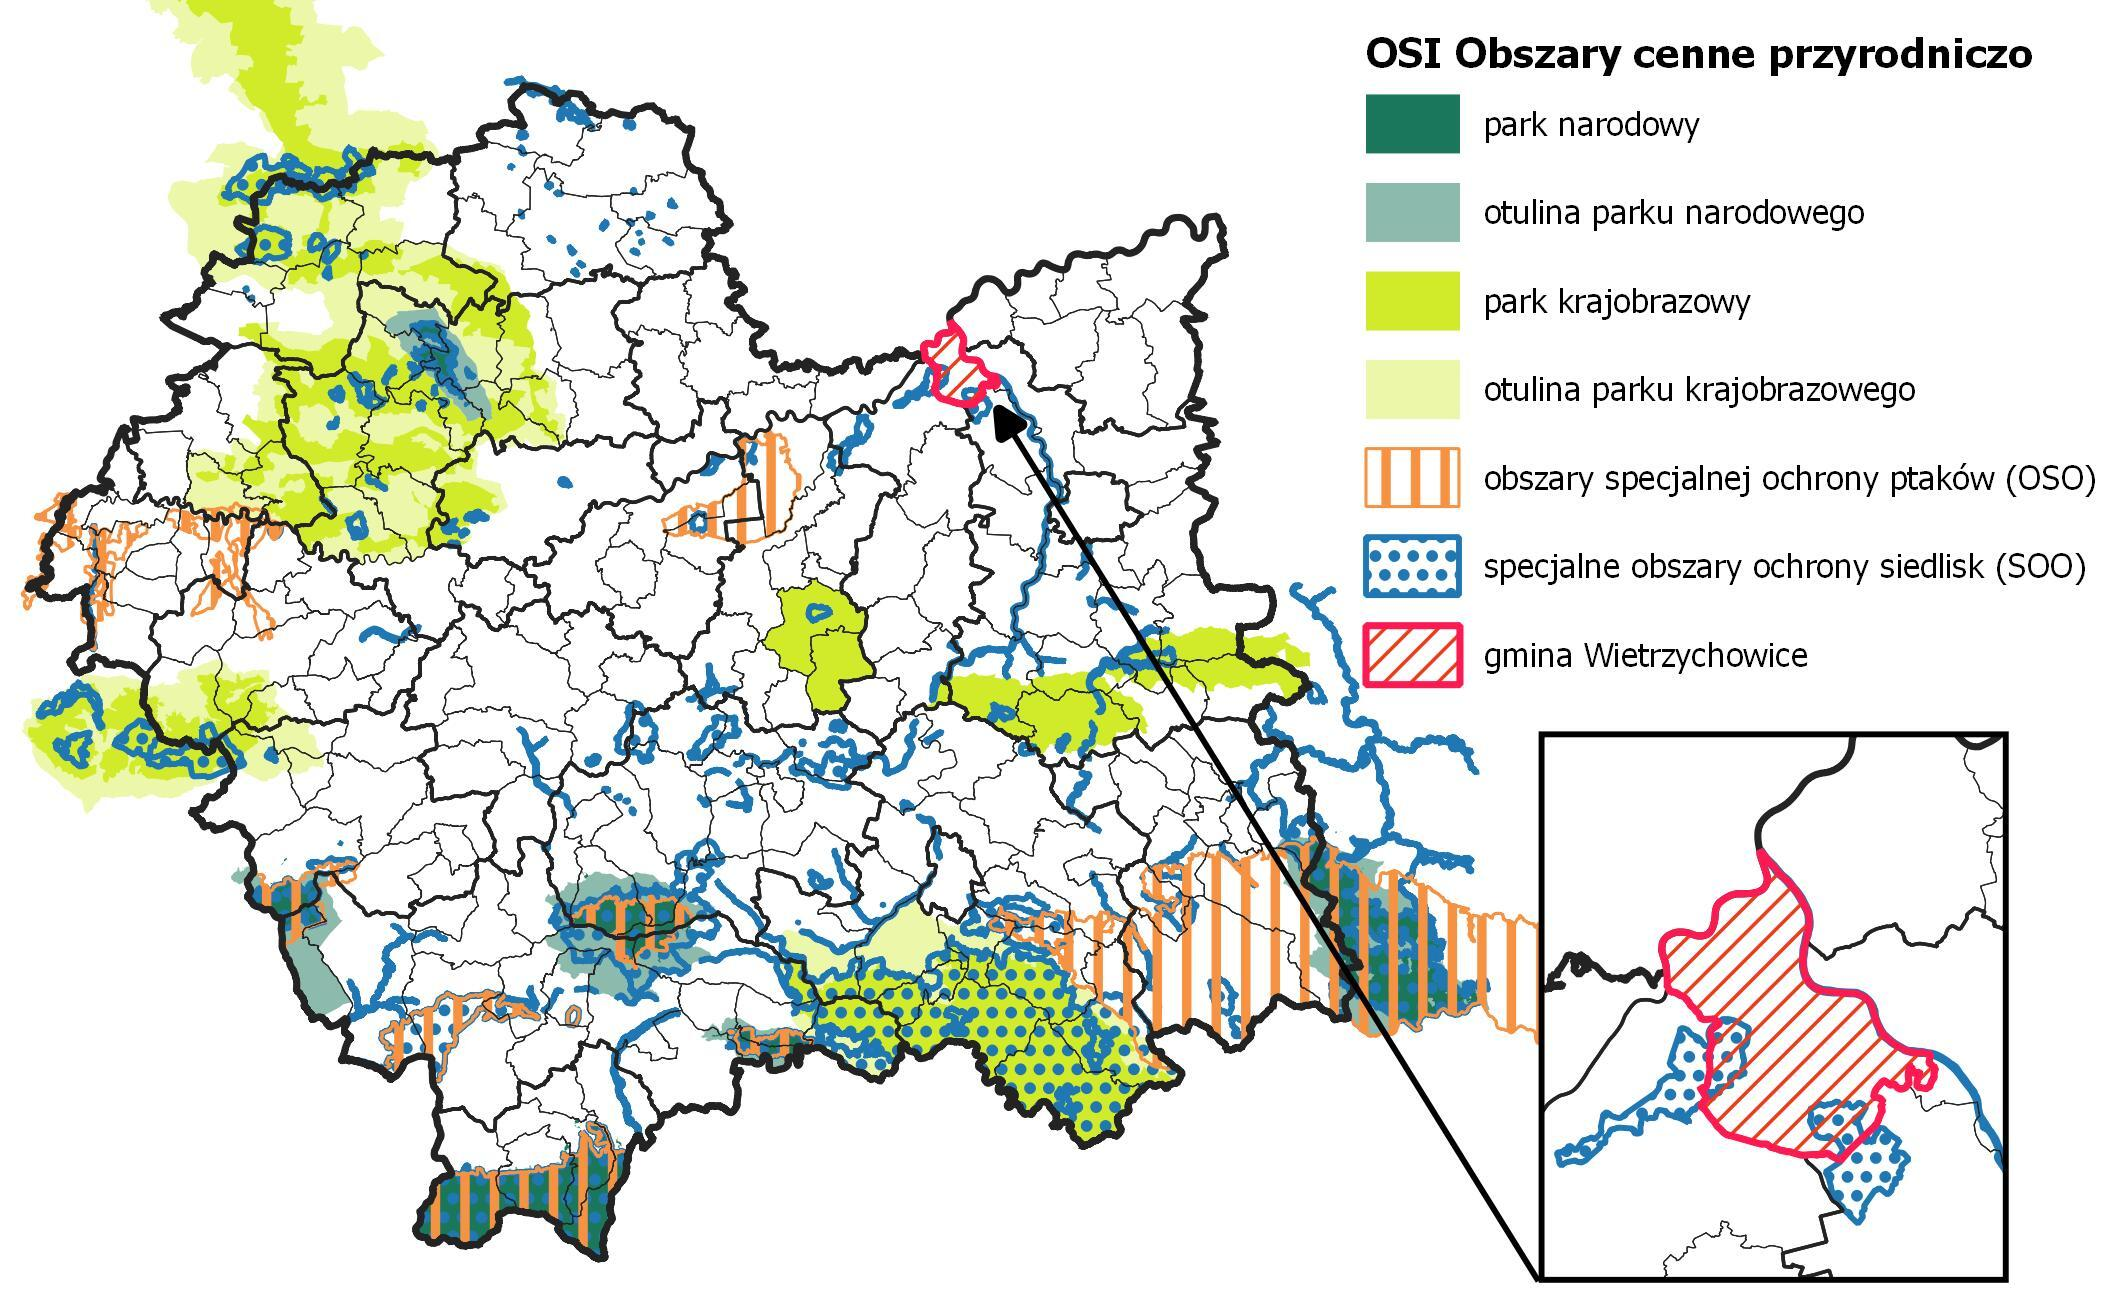 OSI Obszary cenne przyrodniczo
park narodowy
otulina parku narodowego
park krajobrazowy
otulina parku krajobrazowego
obszary specjalnej ochrony ptaków (OSO)
specjalne obszary ochrony siedlisk (SOO)
gmina Wietrzychowice